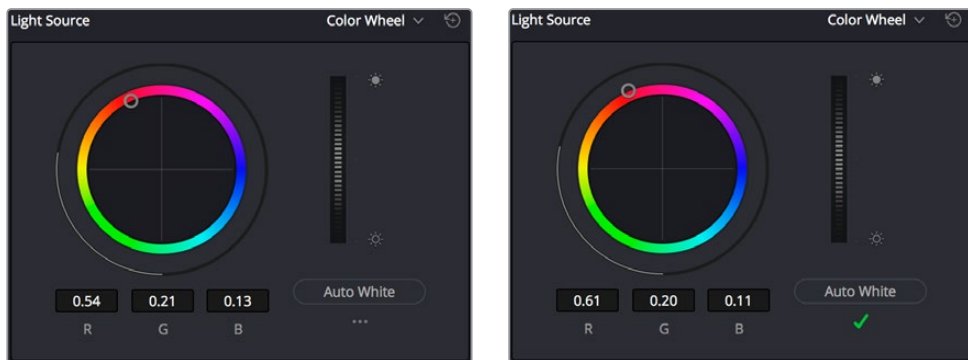 Light Source Color Wheel
0.54 0.21 0.13
R G B
Auto White
Light Source Color Wheel
0.61 0.20 0.11
R G B
Auto White